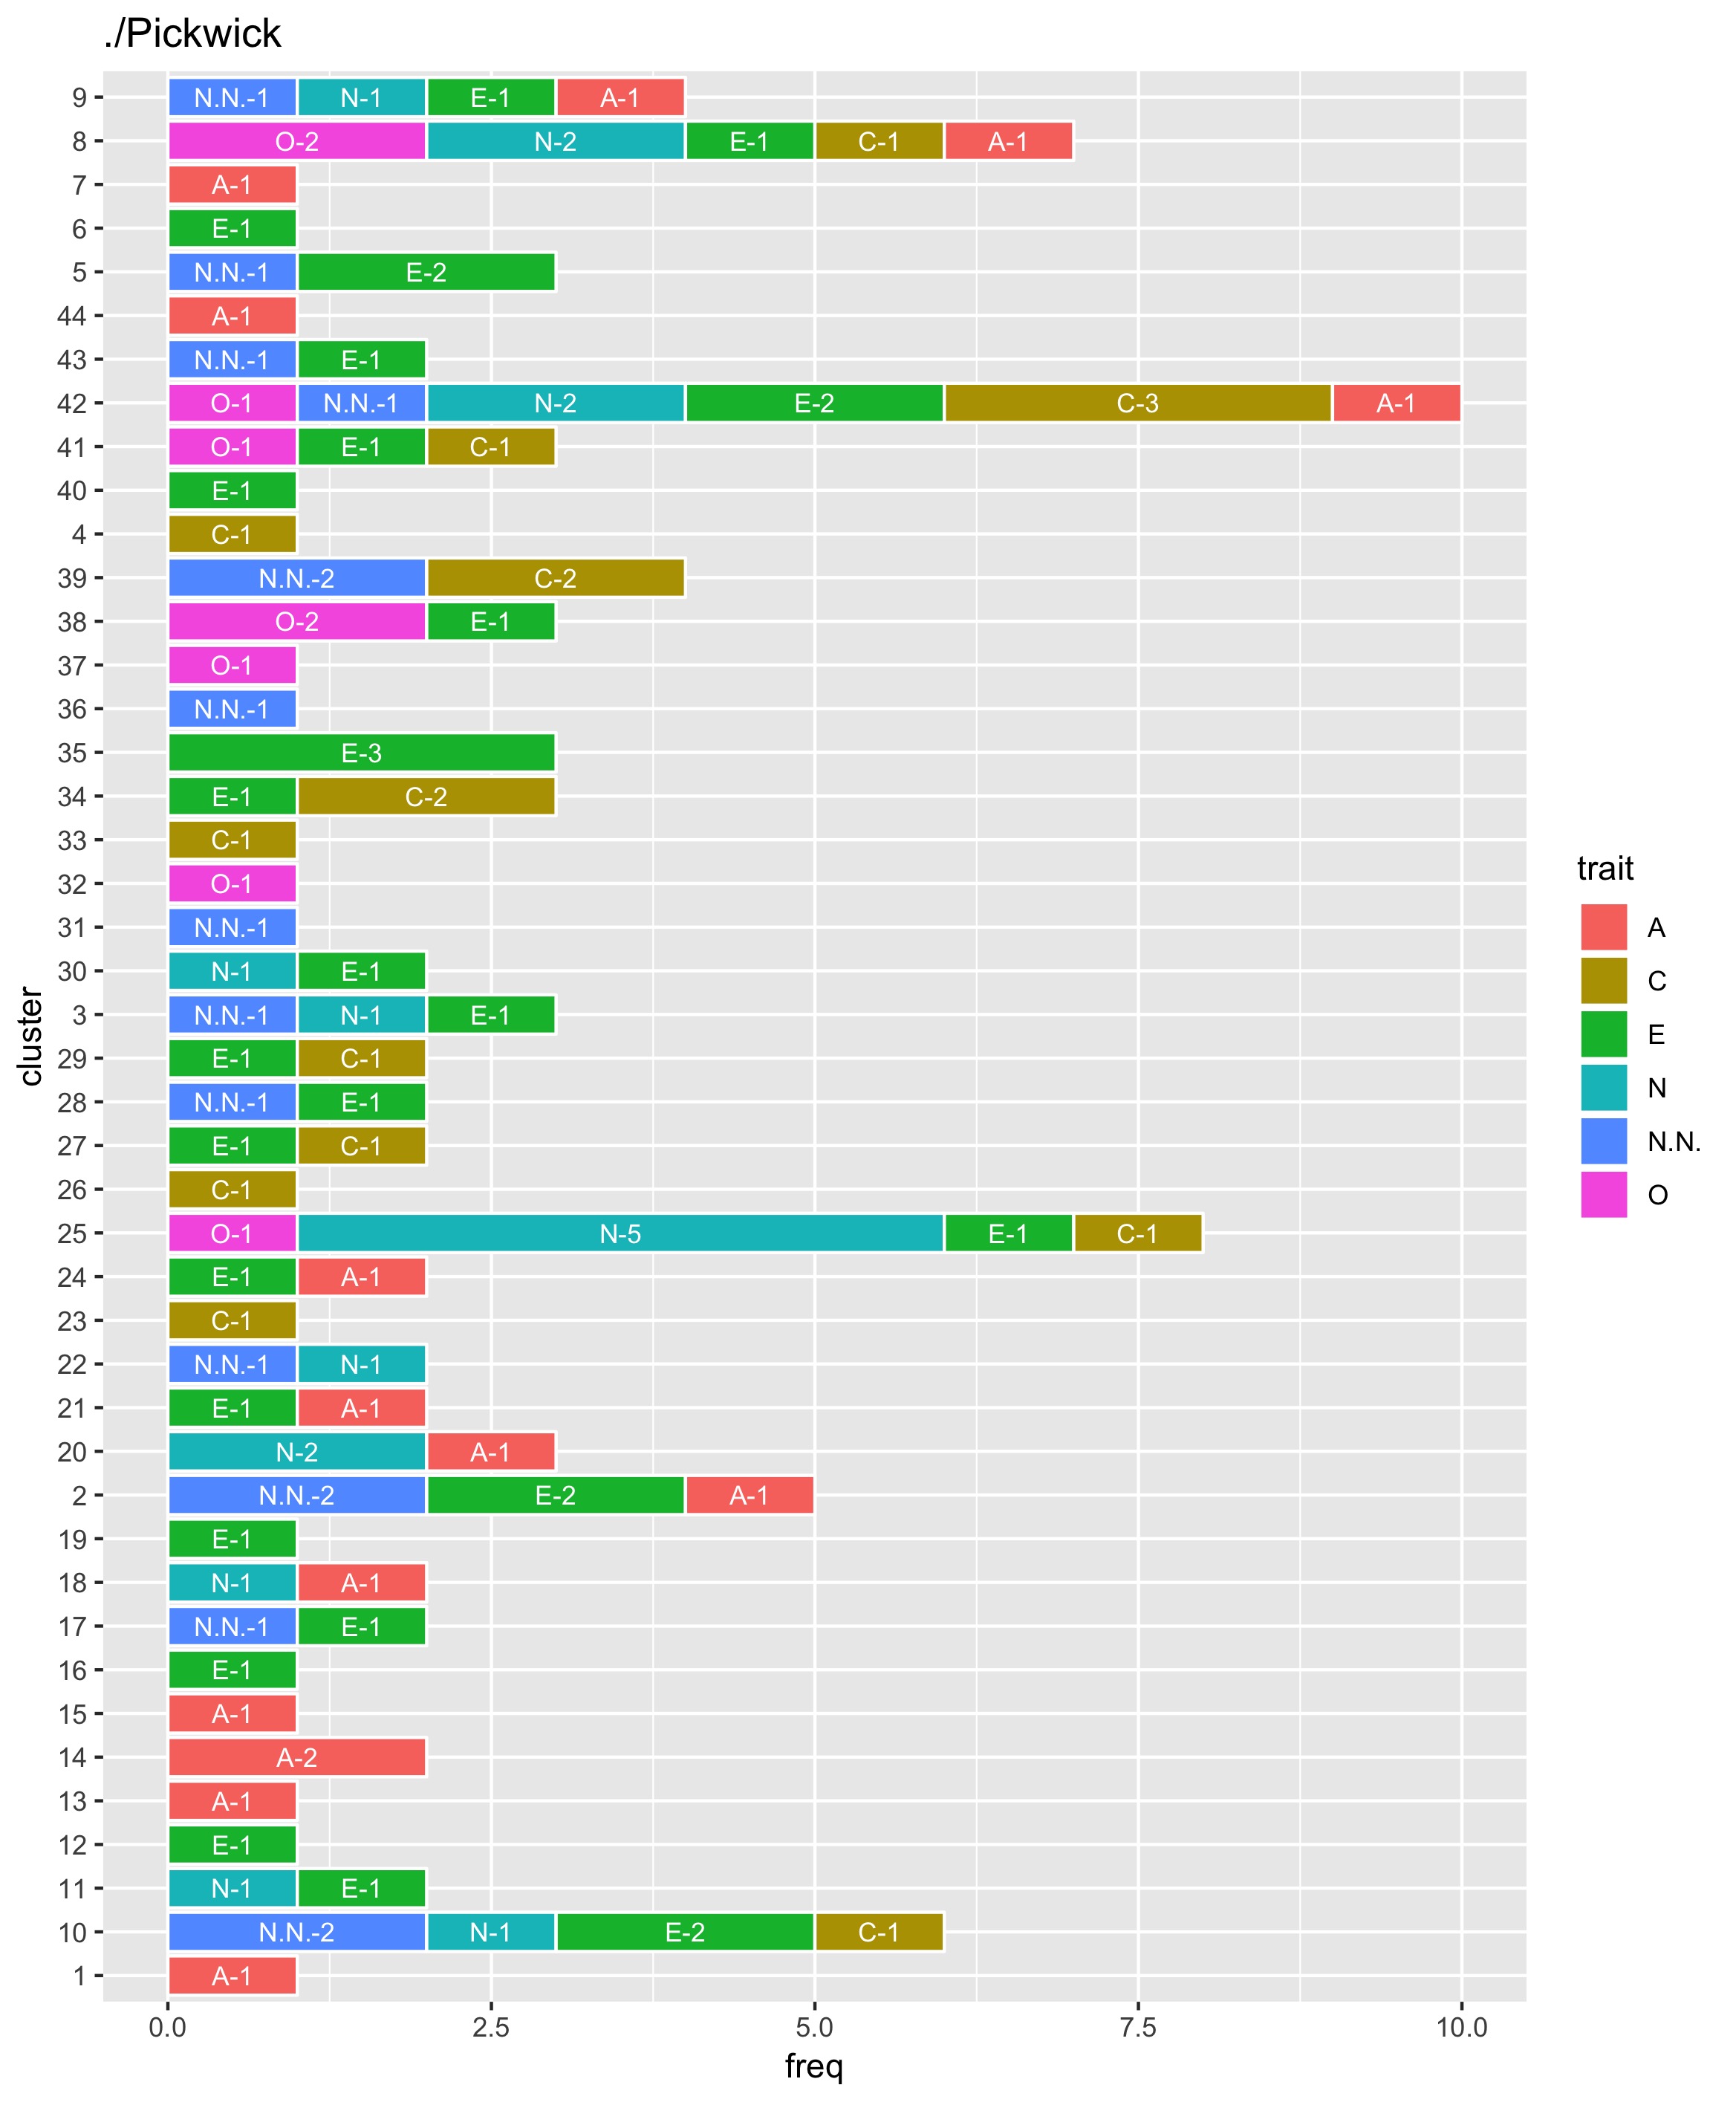 ./Pickwick
9 N.N.-1 N-1 E-1 A-1
8 O-2 N-2 E-1 C-1 A-1
7 A-1
6 E-1
5 N.N.-1 E-2
44 A-1
43 N.N.-1 E-1
42 O-1 N.N.-1 N-2 E-2 C-3 A-1
41 O-1 E-1 C-1
40 E-1
4 C-1
39 N.N.-2 C-2
38 O-2 E-1
37 O-1
36 N.N.-1
35 E-3
34 E-1 C-2
33 C-1
32 O-1
31 N.N.-1
30 N-1 E-1
3 N.N.-1 N-1 E-1
29 E-1 C-1
28 N.N.-1 E-1
27 E-1 C-1
26 C-1
25 O-1 N-5 E-1 C-1
24 E-1 A-1
23 C-1
22 N.N.-1 N-1
21 E-1 A-1
20 N-2 A-1
2 N.N.-2 E-2 A-1
19 E-1
18 N-1 A-1
17 N.N.-1 E-1
16 E-1
15 A-1
14 A-2
13 A-1
12 E-1
11 N-1 E-1
10 N.N.-2 N-1 E-2 C-1
1 A-1
0.0 2.5 5.0 7.5 10.0
freq
cluster
trait
A
C
E
N
N.N.
O